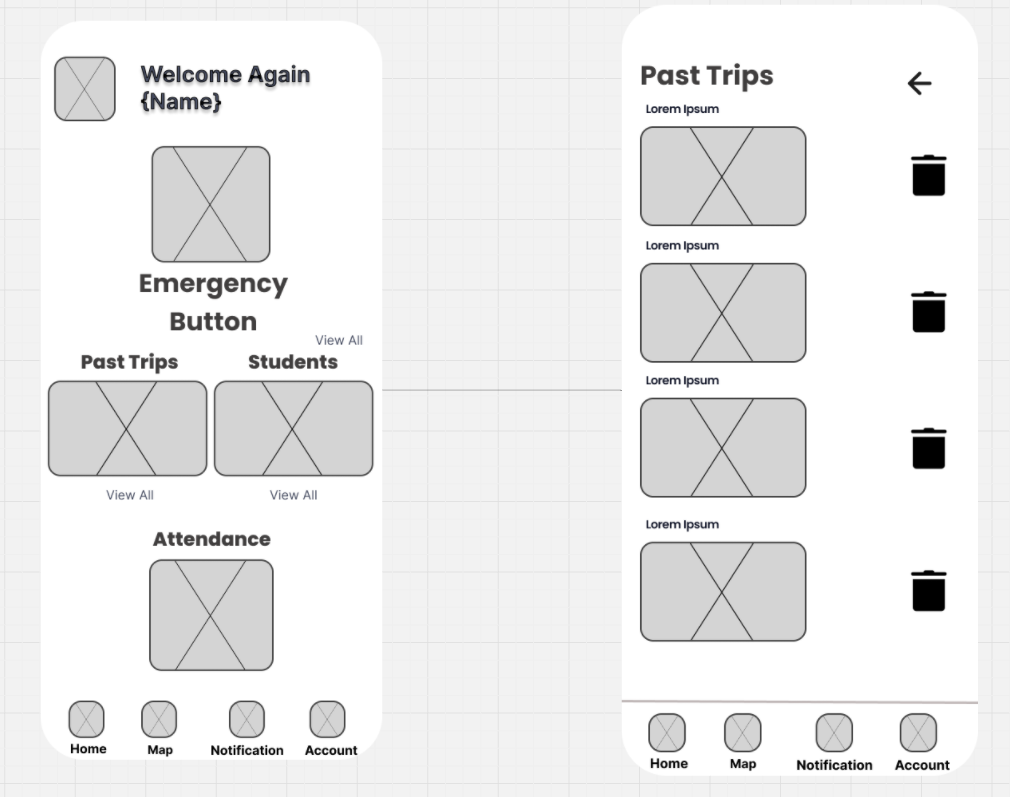 Welcome Again
{Name}
Emergency
Button
View All
Past Trips
Students
View All
View All
Attendance
Home
Map
Notification
Account
Past Trips
Lorem Ipsum
Lorem Ipsum
Lorem Ipsum
Lorem Ipsum
Home
Map
Notification
Account